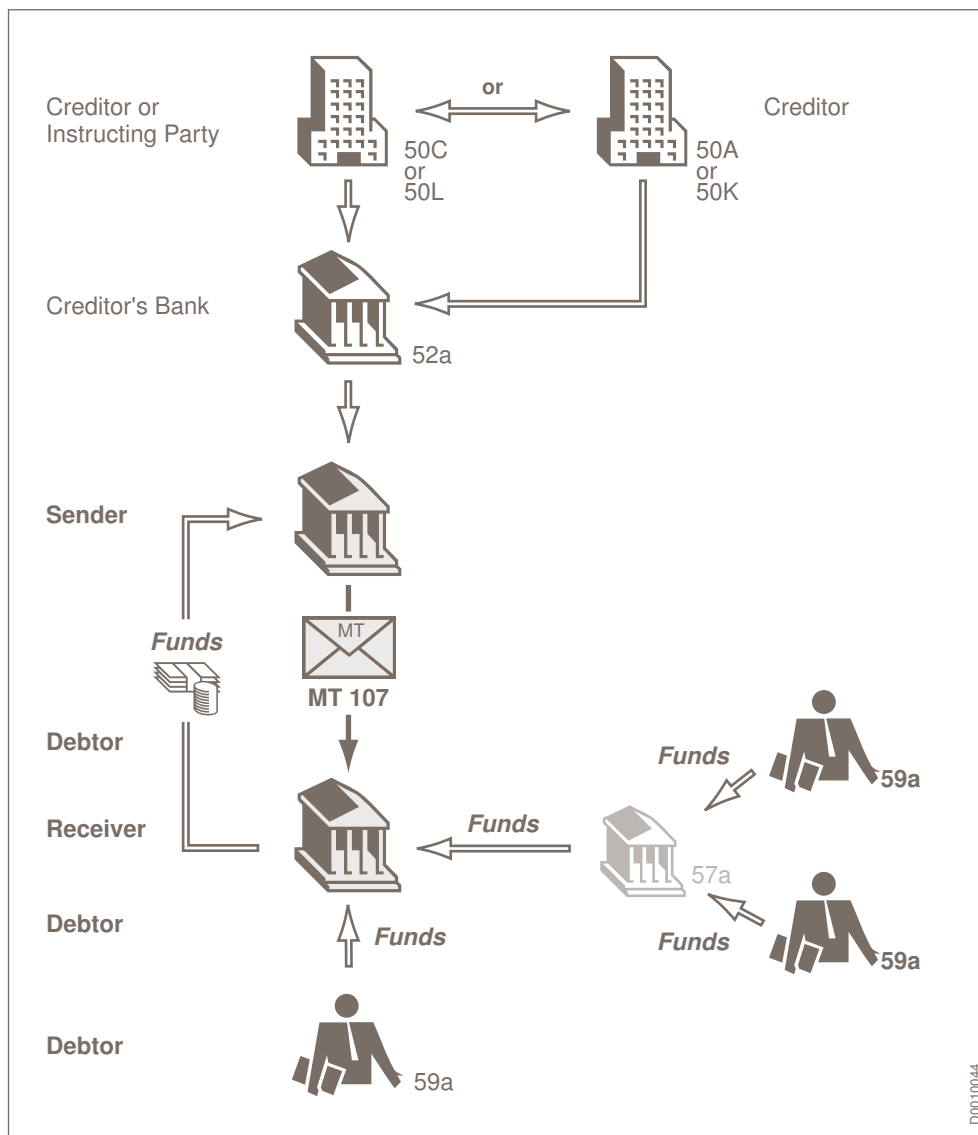 or
Creditor or
Instructing Party
Creditor
50C
or
50L
50A
or
50K
Creditor's Bank
52a
Sender
Funds
MT
MT 107
Debtor
Funds
59a
Receiver
Funds
57a
Debtor
Funds
Funds
59a
Debtor
59a
D0010044